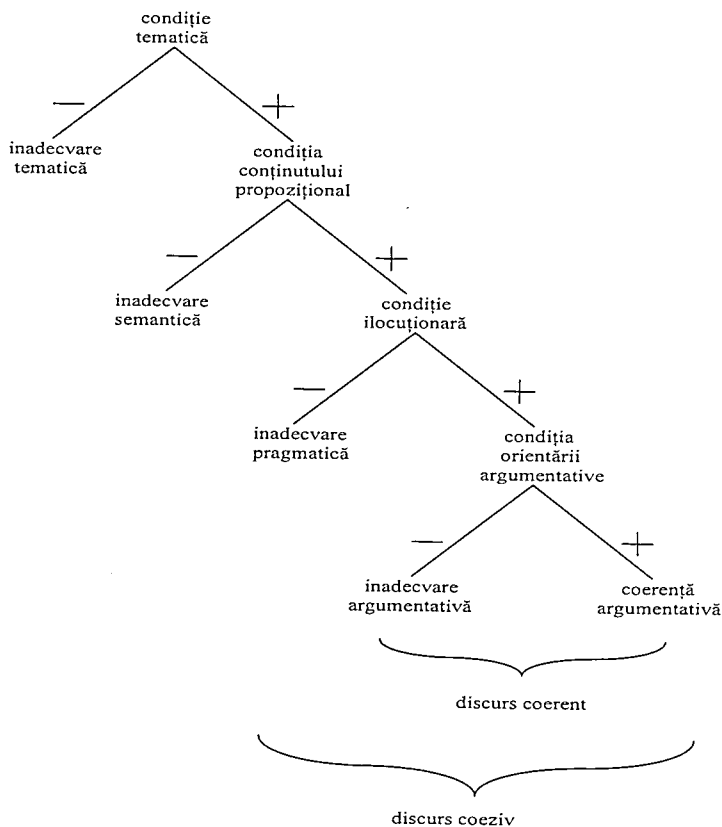 condiție
tematică
—
+
inadecvare
tematică
condiția
conținutului
propozițional
—
+
inadecvare
semantică
condiție
ilocuționară
—
+
inadecvare
pragmatică
condiția
orientării
argumentative
—
+
inadecvare
argumentativă
coerență
argumentativă
discurs coerent
discurs coeziv